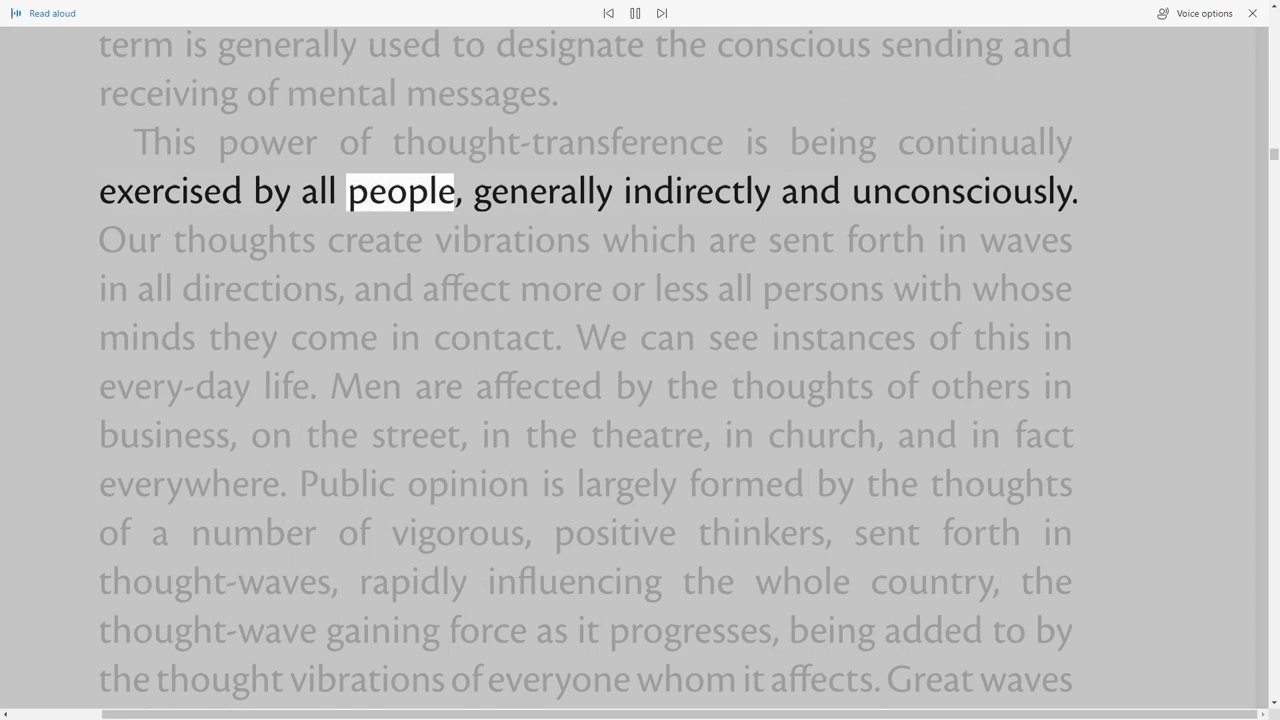 Read aloud
Voice options
term is generally used to designate the conscious sending and
receiving of mental messages.
This power of thought-transference is being continually
exercised by all people, generally indirectly and unconsciously.
Our thoughts create vibrations which are sent forth in waves
in all directions, and affect more or less all persons with whose
minds they come in contact. We can see instances of this in
every-day life. Men are affected by the thoughts of others in
business, on the street, in the theatre, in church, and in fact
everywhere. Public opinion is largely formed by the thoughts
of a number of vigorous, positive thinkers, sent forth in
thought-waves, rapidly influencing the whole country, the
thought-wave gaining force as it progresses, being added to by
the thought vibrations of everyone whom it affects. Great waves